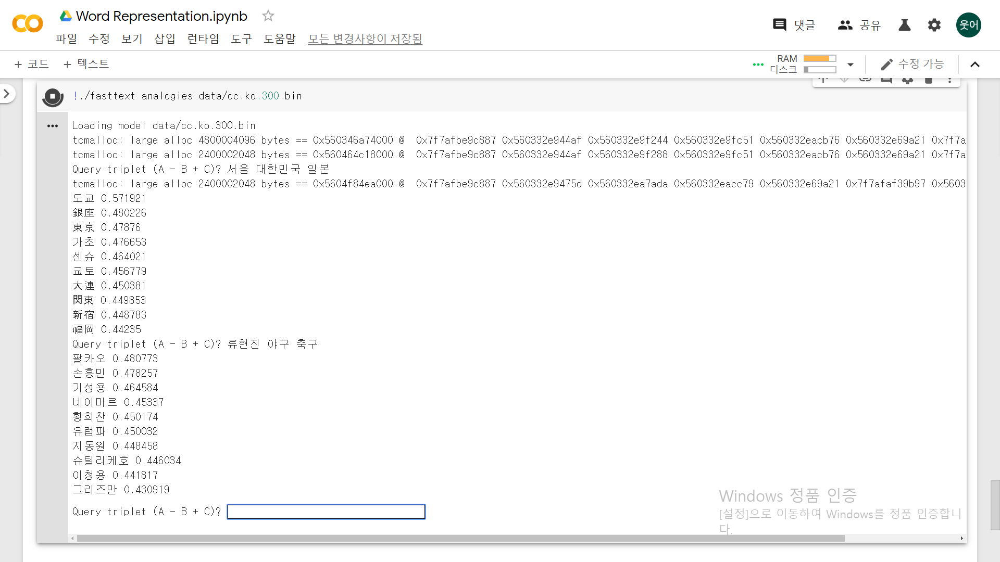 Word Representation.ipynb
파일 수정 보기 삽입 런타임 도구 도움말 모든 변경사항이 저장됨
댓글 공유 웃어
+ 코드 + 텍스트
RAM
디스크
수정 가능
!./fasttext analogies data/cc.ko.300.bin
Loading model data/cc.ko.300.bin
tcmalloc: large alloc 4800004096 bytes == 0x560346a74000 @ 0x7f7afbe9c887 0x560332e944af 0x560332e9f244 0x560332e9fc51 0x560332eacb76 0x560332e69a21 0x7f7a
tcmalloc: large alloc 2400002048 bytes == 0x560464c18000 @ 0x7f7afbe9c887 0x560332e944af 0x560332e9f288 0x560332e9fc51 0x560332eacb76 0x560332e69a21 0x7f7a
Query triplet (A - B + C)? 서울 대한민국 일본
tcmalloc: large alloc 2400002048 bytes == 0x5604f84ea000 @ 0x7f7afbe9c887 0x560332e9475d 0x560332ea7ada 0x560332eacc79 0x560332e69a21 0x7f7afaf39b97 0x5603
도쿄 0.571921
銀座 0.480226
東京 0.47876
가초 0.476653
센슈 0.464021
교토 0.456779
大連 0.450381
関東 0.449853
新宿 0.448783
福岡 0.44235
Query triplet (A - B + C)? 류현진 야구 축구
팔카오 0.480773
손흥민 0.478257
기성용 0.464584
네이마르 0.45337
황희찬 0.450174
유럽파 0.450032
지동원 0.448458
슈틸리케호 0.446034
이청용 0.441817
그리즈만 0.430919
Query triplet (A - B + C)?
Windows 정품 인증
[설정]으로 이동하여 Windows를 정품 인증합니
다.